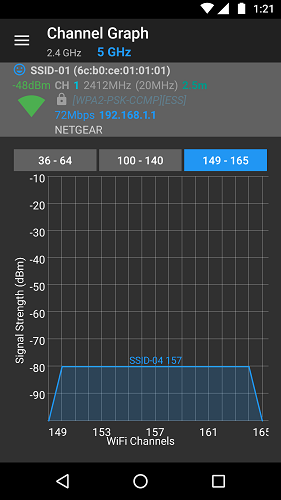 1:21
Channel Graph
2.4 GHz 5 GHz
SSID-01 (6c:b0:ce:01:01:01)
-48dBm CH 1 2412MHz (20MHz) 2.5m
[WPA2-PSK-CCMP][ESS]
72Mbps 192.168.1.1
NETGEAR
36 - 64 100 - 140 149 - 165
-10
-20
-30
-40
-50
-60
-70
-80
-90
Signal Strength (dBm)
SSID-04 157
149 153 157 161 165
WiFi Channels